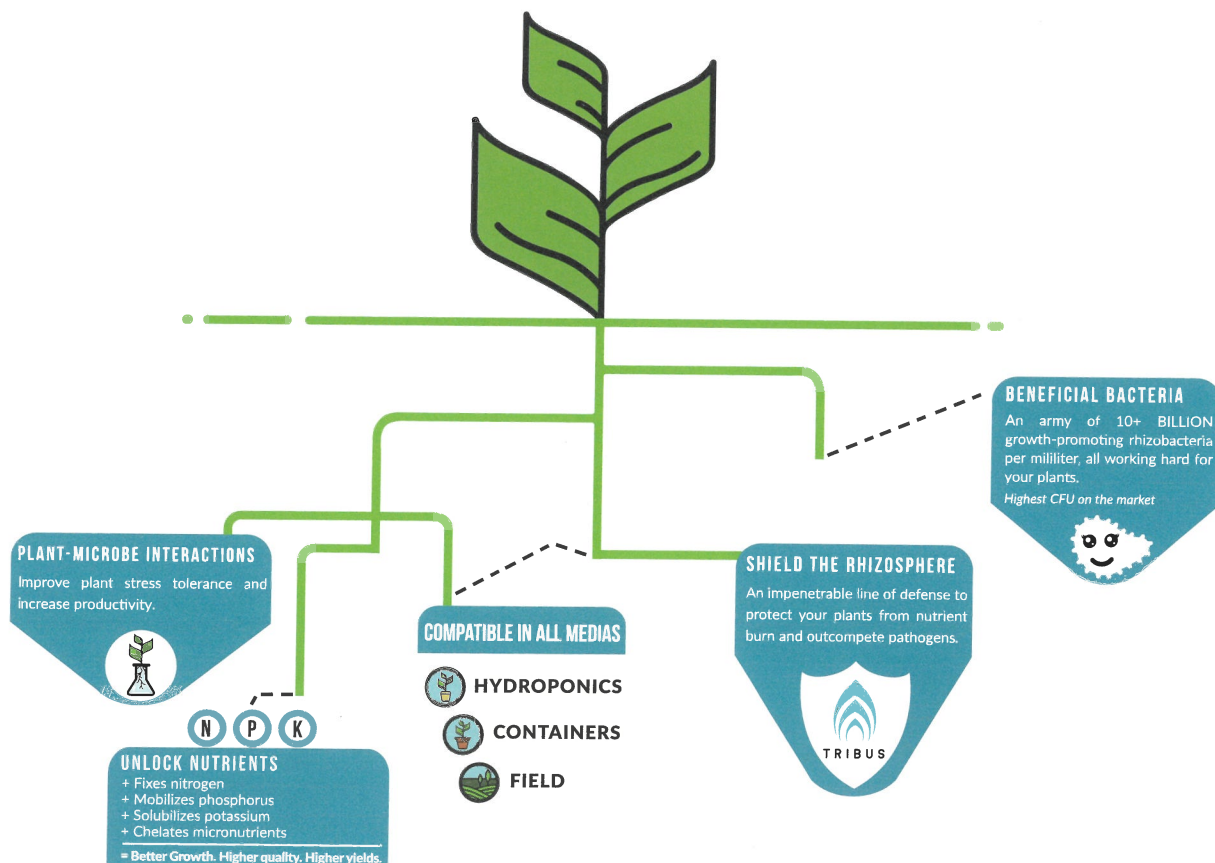 BENEFICIAL BACTERIA
An army of 10+ BILLION
growth-promoting rhizobacteria
per mililiter, all working hard for
your plants.
Highest CFU on the market
PLANT-MICROBE INTERACTIONS
Improve plant stress tolerance and
increase productivity.
SHIELD THE RHIZOSPHERE
An impenetrable line of defense to
protect your plants from nutrient
burn and outcompete pathogens.
TRIBUS
COMPATIBLE IN ALL MEDIAS
HYDROPONICS
CONTAINERS
FIELD
N P K
UNLOCK NUTRIENTS
+ Fixes nitrogen
+ Mobilizes phosphorus
+ Solubilizes potassium
+ Chelates micronutrients
= Better Growth. Higher quality. Higher yields.